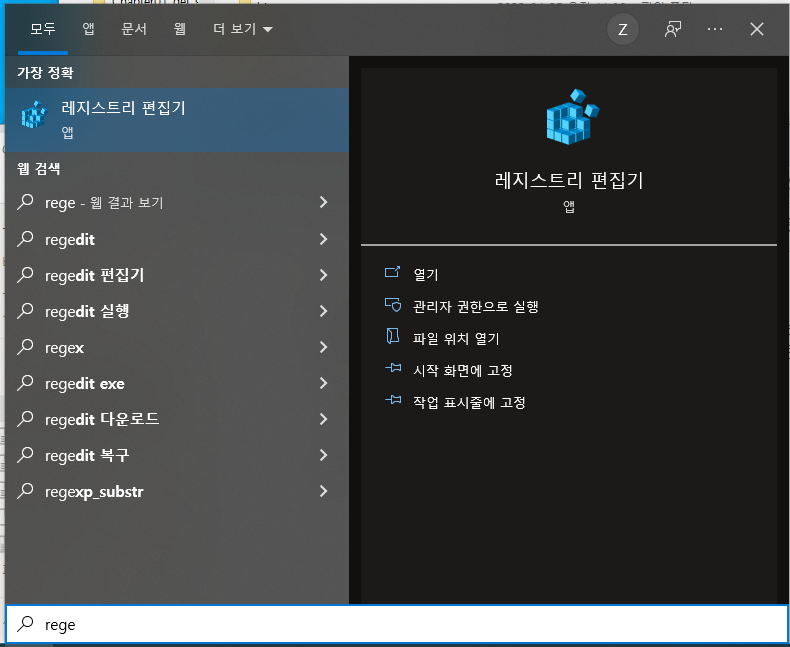 모두 앱 문서 웹 더 보기 Z
가장 정확
레지스트리 편집기
앱
웹 검색
rege - 웹 결과 보기
regedit
regedit 편집기
regedit 실행
regex
regedit exe
regedit 다운로드
regedit 복구
regexp_substr
레지스트리 편집기
앱
열기
관리자 권한으로 실행
파일 위치 열기
시작 화면에 고정
작업 표시줄에 고정
rege